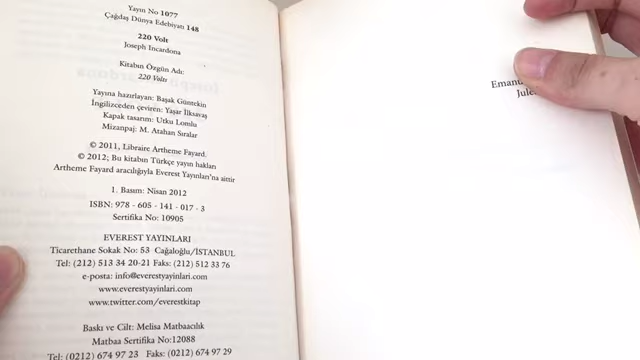 Yayın No 1077
Çağdaş Dünya Edebiyatı 148
220 Volt
Joseph Incardona
Kitabın Özgün Adı:
220 Volts
Yayına hazırlayan: Başak Güntekin
İngilizceden çeviren: Yaşar İlksavaş
Kapak tasarım: Utku Lomlu
Mizanpaj: M. Atahan Sıralar
© 2011, Libraire Artheme Fayard.
© 2012; Bu kitabın Türkçe yayın hakları
Artheme Fayard aracılığıyla Everest Yayınları'na aittir
1. Basım: Nisan 2012
ISBN: 978 - 605 - 141 - 017 - 3
Sertifika No: 10905
EVEREST YAYINLARI
Ticarethane Sokak No: 53 Cağaloğlu/İSTANBUL
Tel: (212) 513 34 20-21 Faks: (212) 512 33 76
e-posta: info@everestyayinlari.com
www.everestyayinlari.com
www.twitter.com/everestkitap
Baskı ve Cilt: Melisa Matbaacılık
Matbaa Sertifika No:12088
Tel: (0212) 674 97 23 Faks: (0212) 674 97 29